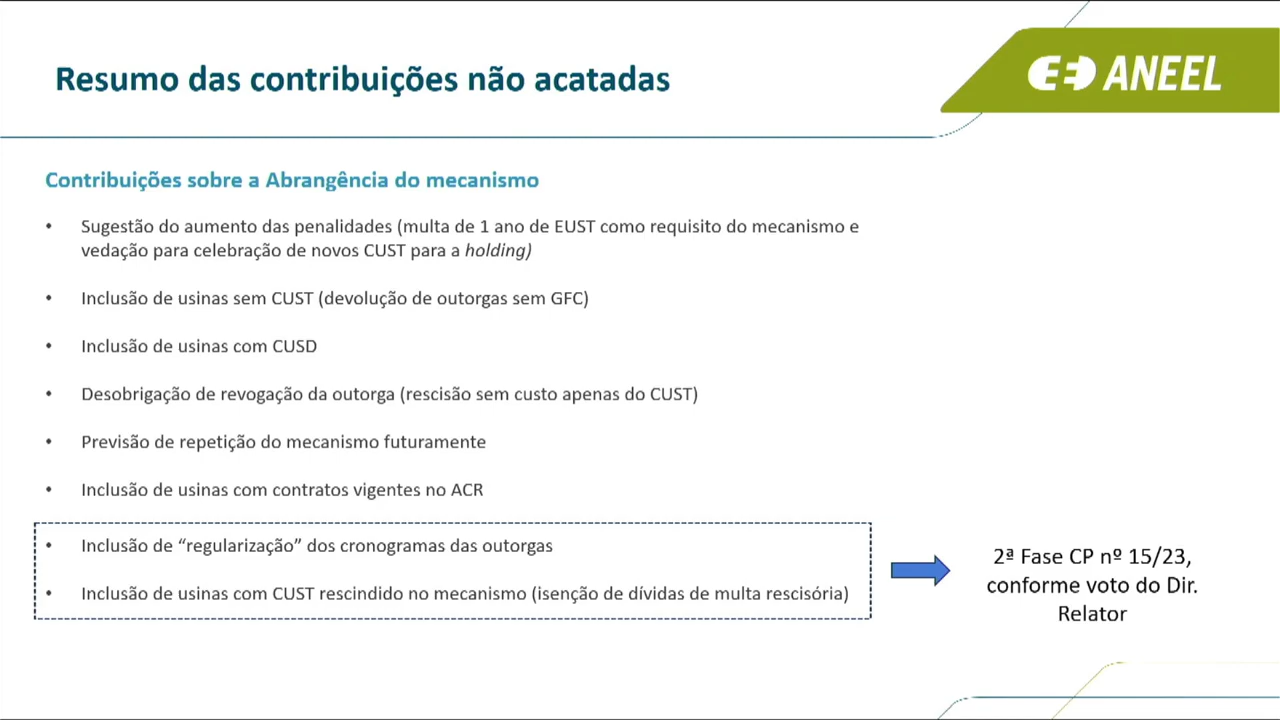 Resumo das contribuições não acatadas
ANEEL
Contribuições sobre a Abrangência do mecanismo
• Sugestão do aumento das penalidades (multa de 1 ano de EUST como requisito do mecanismo e
vedação para celebração de novos CUST para a holding)
• Inclusão de usinas sem CUST (devolução de outorgas sem GFC)
• Inclusão de usinas com CUSD
• Desobrigação de revogação da outorga (rescisão sem custo apenas do CUST)
• Previsão de repetição do mecanismo futuramente
• Inclusão de usinas com contratos vigentes no ACR
• Inclusão de “regularização” dos cronogramas das outorgas
• Inclusão de usinas com CUST rescindido no mecanismo (isenção de dívidas de multa rescisória)
2ª Fase CP nº 15/23,
conforme voto do Dir.
Relator